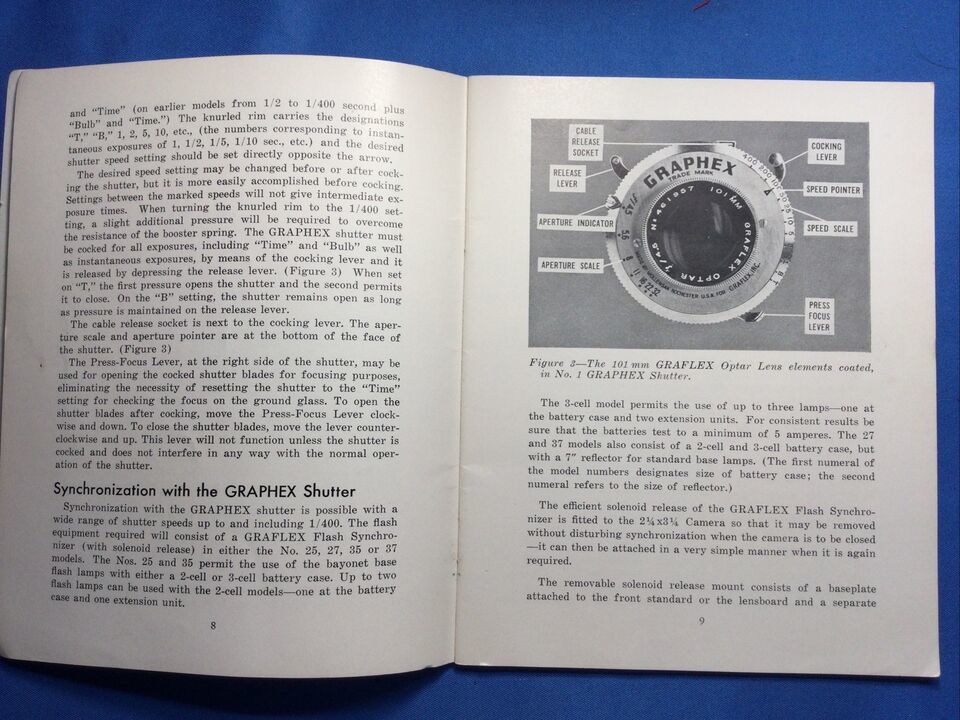 and "Time" (on earlier models from 1/2 to 1/400 second plus
"Bulb" and "Time.") The knurled rim carries the designations
"T," "B," 1, 2, 5, 10, etc., (the numbers corresponding to instan-
taneous exposures of 1, 1/2, 1/5, 1/10 sec., etc.) and the desired
shutter speed setting should be set directly opposite the arrow.
The desired speed setting may be changed before or after cock-
ing the shutter, but it is more easily accomplished before cocking.
Settings between the marked speeds will not give intermediate ex-
posure times. When turning the knurled rim to the 1/400 set-
ting, a slight additional pressure will be required to overcome
the resistance of the booster spring. The GRAPHEX shutter must
be cocked for all exposures, including "Time" and "Bulb" as well
as instantaneous exposures, by means of the cocking lever and it
is released by depressing the release lever. (Figure 3) When set
on "T," the first pressure opens the shutter and the second permits
it to close. On the "B" setting, the shutter remains open as long
as pressure is maintained on the release lever.
The cable release socket is next to the cocking lever. The aper-
ture scale and aperture pointer are at the bottom of the face of
the shutter. (Figure 3)
The Press-Focus Lever, at the right side of the shutter, may be
used for opening the cocked shutter blades for focusing purposes,
eliminating the necessity of resetting the shutter to the "Time"
setting for checking the focus on the ground glass. To open the
shutter blades after cocking, move the Press-Focus Lever clock-
wise and down. To close the shutter blades, move the lever counter-
clockwise and up. This lever will not function unless the shutter is
cocked and does not interfere in any way with the normal oper-
ation of the shutter.
Synchronization with the GRAPHEX Shutter
Synchronization with the GRAPHEX shutter is possible with a
wide range of shutter speeds up to and including 1/400. The flash
equipment required will consist of a GRAFLEX Flash Synchro-
nizer (with solenoid release) in either the No. 25, 27, 35 or 37
models. The Nos. 25 and 35 permit the use of the bayonet base
flash lamps with either a 2-cell or 3-cell battery case. Up to two
flash lamps can be used with the 2-cell models—one at the battery
case and one extension unit.
8
CABLE
RELEASE
SOCKET
COCKING
LEVER
RELEASE
LEVER
SPEED POINTER
APERTURE INDICATOR
SPEED SCALE
APERTURE SCALE
PRESS
FOCUS
LEVER
GRAPHEX
TRADE MARK
400 200 100 50 25 10 5
No 461957 101MM GRAFLEX OPTAR f/4.5
ROCHESTER U.S.A. FOR GRAFLEX, INC.
f/4.5
5.6
8
11
16 22 32
B
T
Figure 3—The 101 mm GRAFLEX Optar Lens elements coated,
in No. 1 GRAPHEX Shutter.
The 3-cell model permits the use of up to three lamps—one at
the battery case and two extension units. For consistent results be
sure that the batteries test to a minimum of 5 amperes. The 27
and 37 models also consist of a 2-cell and 3-cell battery case, but
with a 7" reflector for standard base lamps. (The first numeral of
the model numbers designates size of battery case; the second
numeral refers to the size of reflector.)
The efficient solenoid release of the GRAFLEX Flash Synchro-
nizer is fitted to the 2¼x3¼ Camera so that it may be removed
without disturbing synchronization when the camera is to be closed
—it can then be attached in a very simple manner when it is again
required.
The removable solenoid release mount consists of a baseplate
attached to the front standard or the lensboard and a separate
9